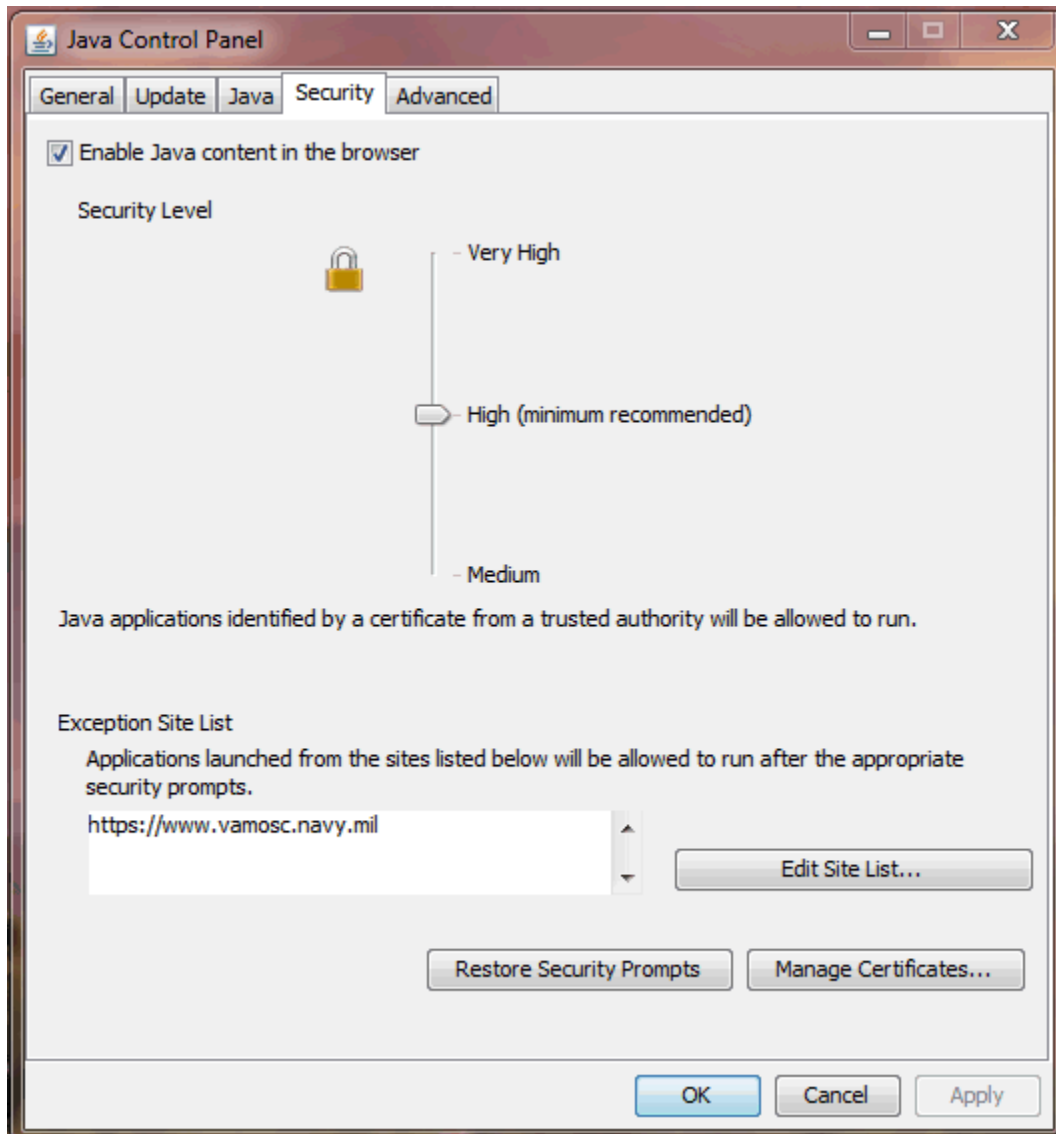 Java Control Panel
General Update Java Security Advanced
Enable Java content in the browser
Security Level
Very High
High (minimum recommended)
Medium
Java applications identified by a certificate from a trusted authority will be allowed to run.
Exception Site List
Applications launched from the sites listed below will be allowed to run after the appropriate
security prompts.
https://www.vamosc.navy.mil
Edit Site List...
Restore Security Prompts Manage Certificates...
OK Cancel Apply